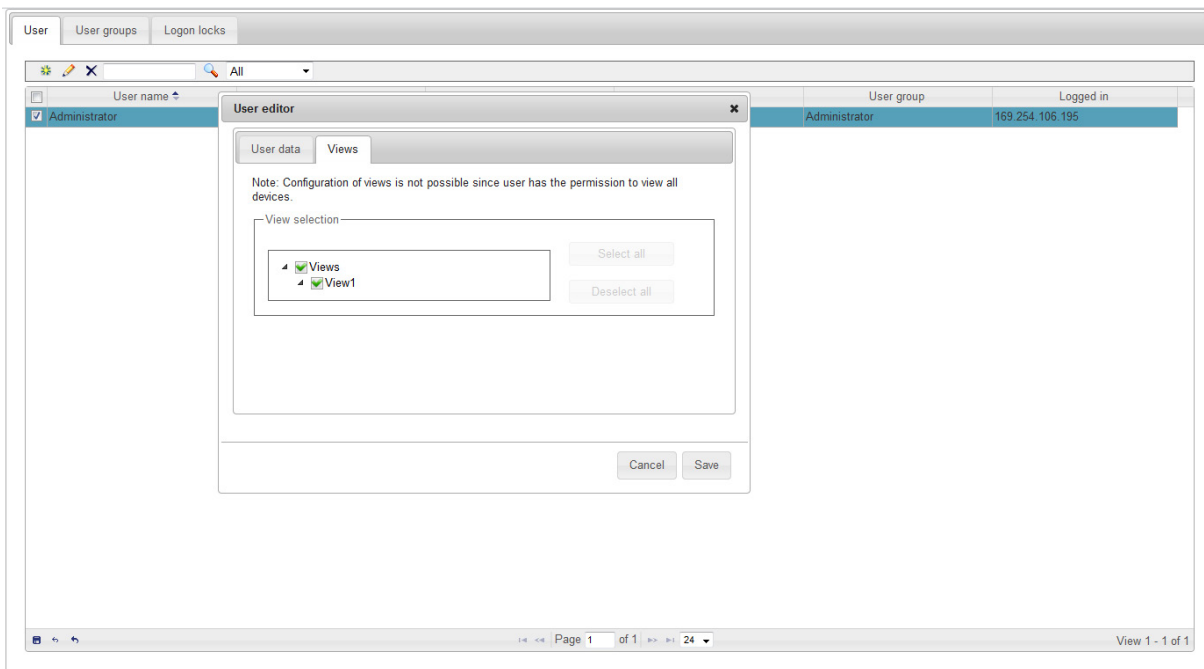 User User groups Logon locks
All
User name User group Logged in
Administrator Administrator 169.254.106.195
User editor
User data Views
Note: Configuration of views is not possible since user has the permission to view all
devices.
View selection
Views
View1
Select all
Deselect all
Cancel Save
Page 1 of 1 24 View 1 - 1 of 1